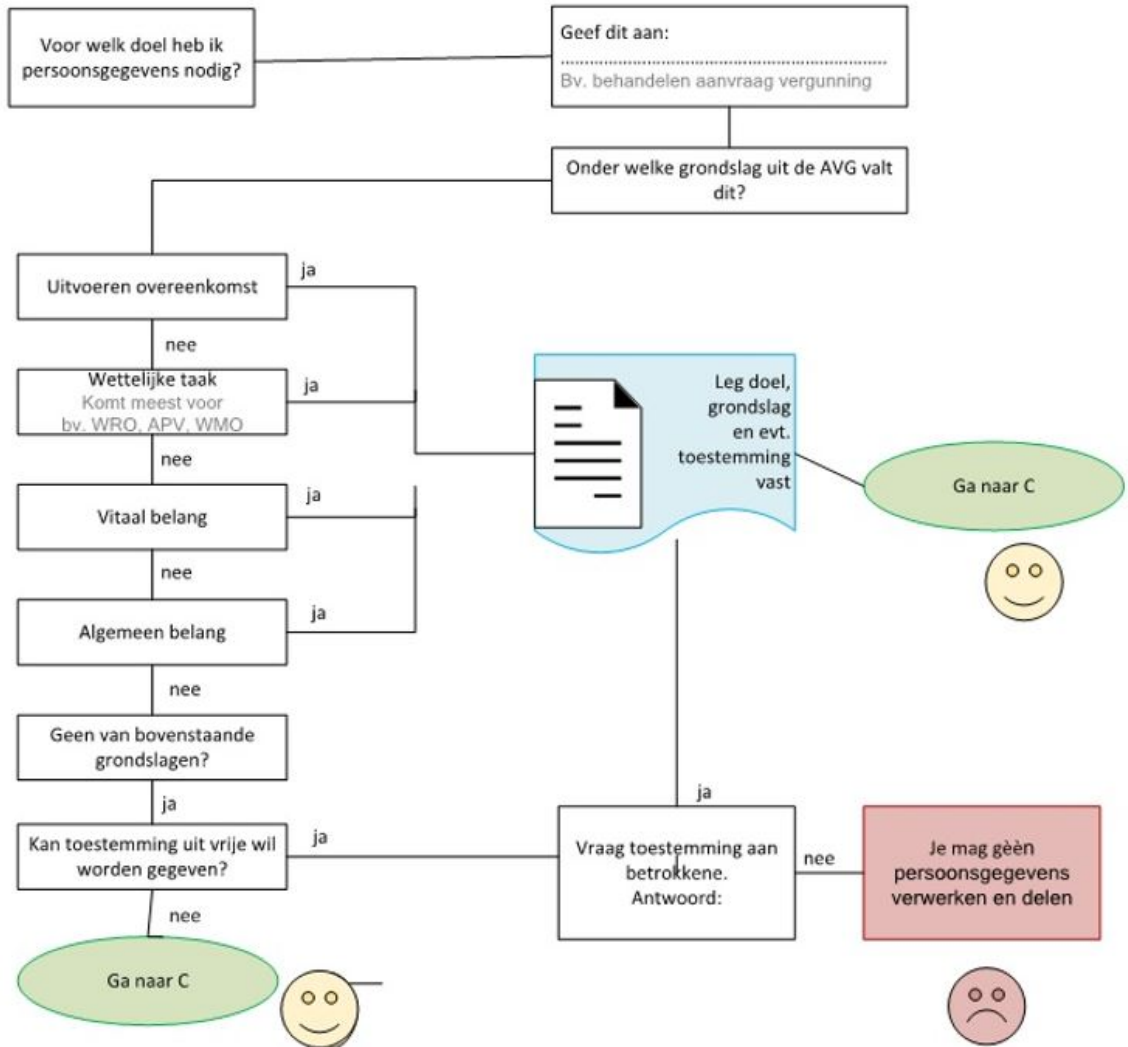 Voor welk doel heb ik
persoonsgegevens nodig?
Geef dit aan:
................................................................
Bv. behandelen aanvraag vergunning
Onder welke grondslag uit de AVG valt
dit?
Uitvoeren overeenkomst
ja
nee
Wettelijke taak
Komt meest voor
bv. WRO, APV, WMO
ja
nee
Vitaal belang
ja
nee
Algemeen belang
ja
nee
Geen van bovenstaande
grondslagen?
ja
Kan toestemming uit vrije wil
worden gegeven?
ja
nee
Ga naar C
Leg doel,
grondslag
en evt.
toestemming
vast
Ga naar C
ja
Vraag toestemming aan
betrokkene.
Antwoord:
nee
Je mag gèèn
persoonsgegevens
verwerken en delen